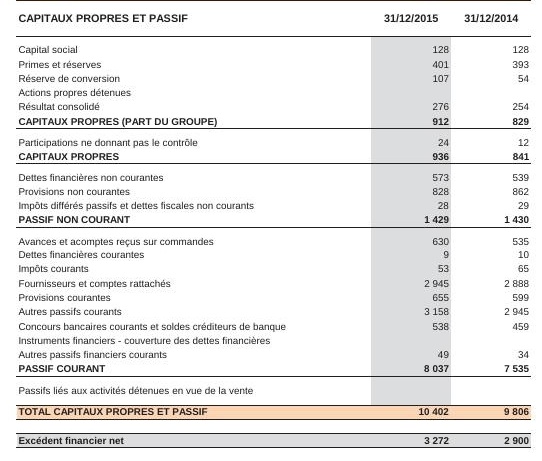 CAPITAUX PROPRES ET PASSIF 31/12/2015 31/12/2014
Capital social 128 128
Primes et réserves 401 393
Réserve de conversion 107 54
Actions propres détenues
Résultat consolidé 276 254
CAPITAUX PROPRES (PART DU GROUPE) 912 829
Participations ne donnant pas le contrôle 24 12
CAPITAUX PROPRES 936 841
Dettes financières non courantes 573 539
Provisions non courantes 828 862
Impôts différés passifs et dettes fiscales non courants 28 29
PASSIF NON COURANT 1 429 1 430
Avances et acomptes reçus sur commandes 630 535
Dettes financières courantes 9 10
Impôts courants 53 65
Fournisseurs et comptes rattachés 2 945 2 888
Provisions courantes 655 599
Autres passifs courants 3 158 2 945
Concours bancaires courants et soldes créditeurs de banque 538 459
Instruments financiers - couverture des dettes financières
Autres passifs financiers courants 49 34
PASSIF COURANT 8 037 7 535
Passifs liés aux activités détenues en vue de la vente
TOTAL CAPITAUX PROPRES ET PASSIF 10 402 9 806
Excédent financier net 3 272 2 900